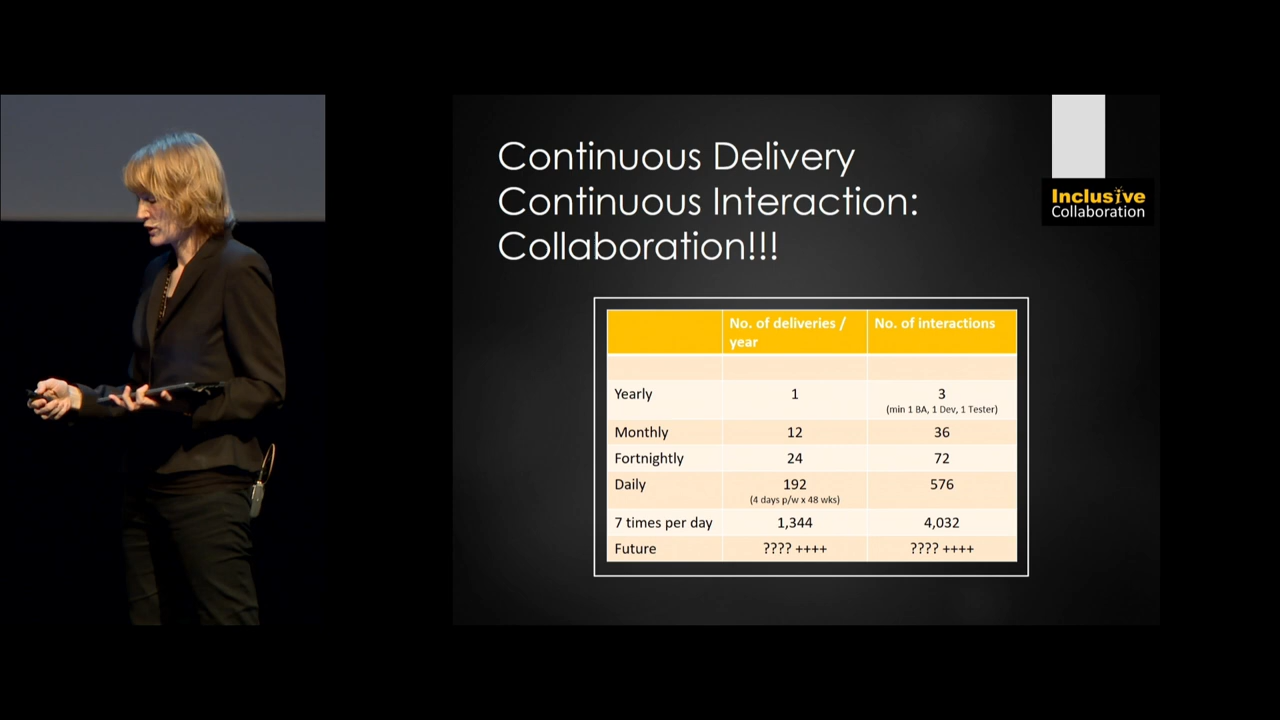 Continuous Delivery
Continuous Interaction:
Collaboration!!!
Inclusive
Collaboration
No. of deliveries /
year
No. of interactions
Yearly 1 3
(min 1 BA, 1 Dev, 1 Tester)
Monthly 12 36
Fortnightly 24 72
Daily 192 576
(4 days p/w x 48 wks)
7 times per day 1,344 4,032
Future ???? ++++ ???? ++++